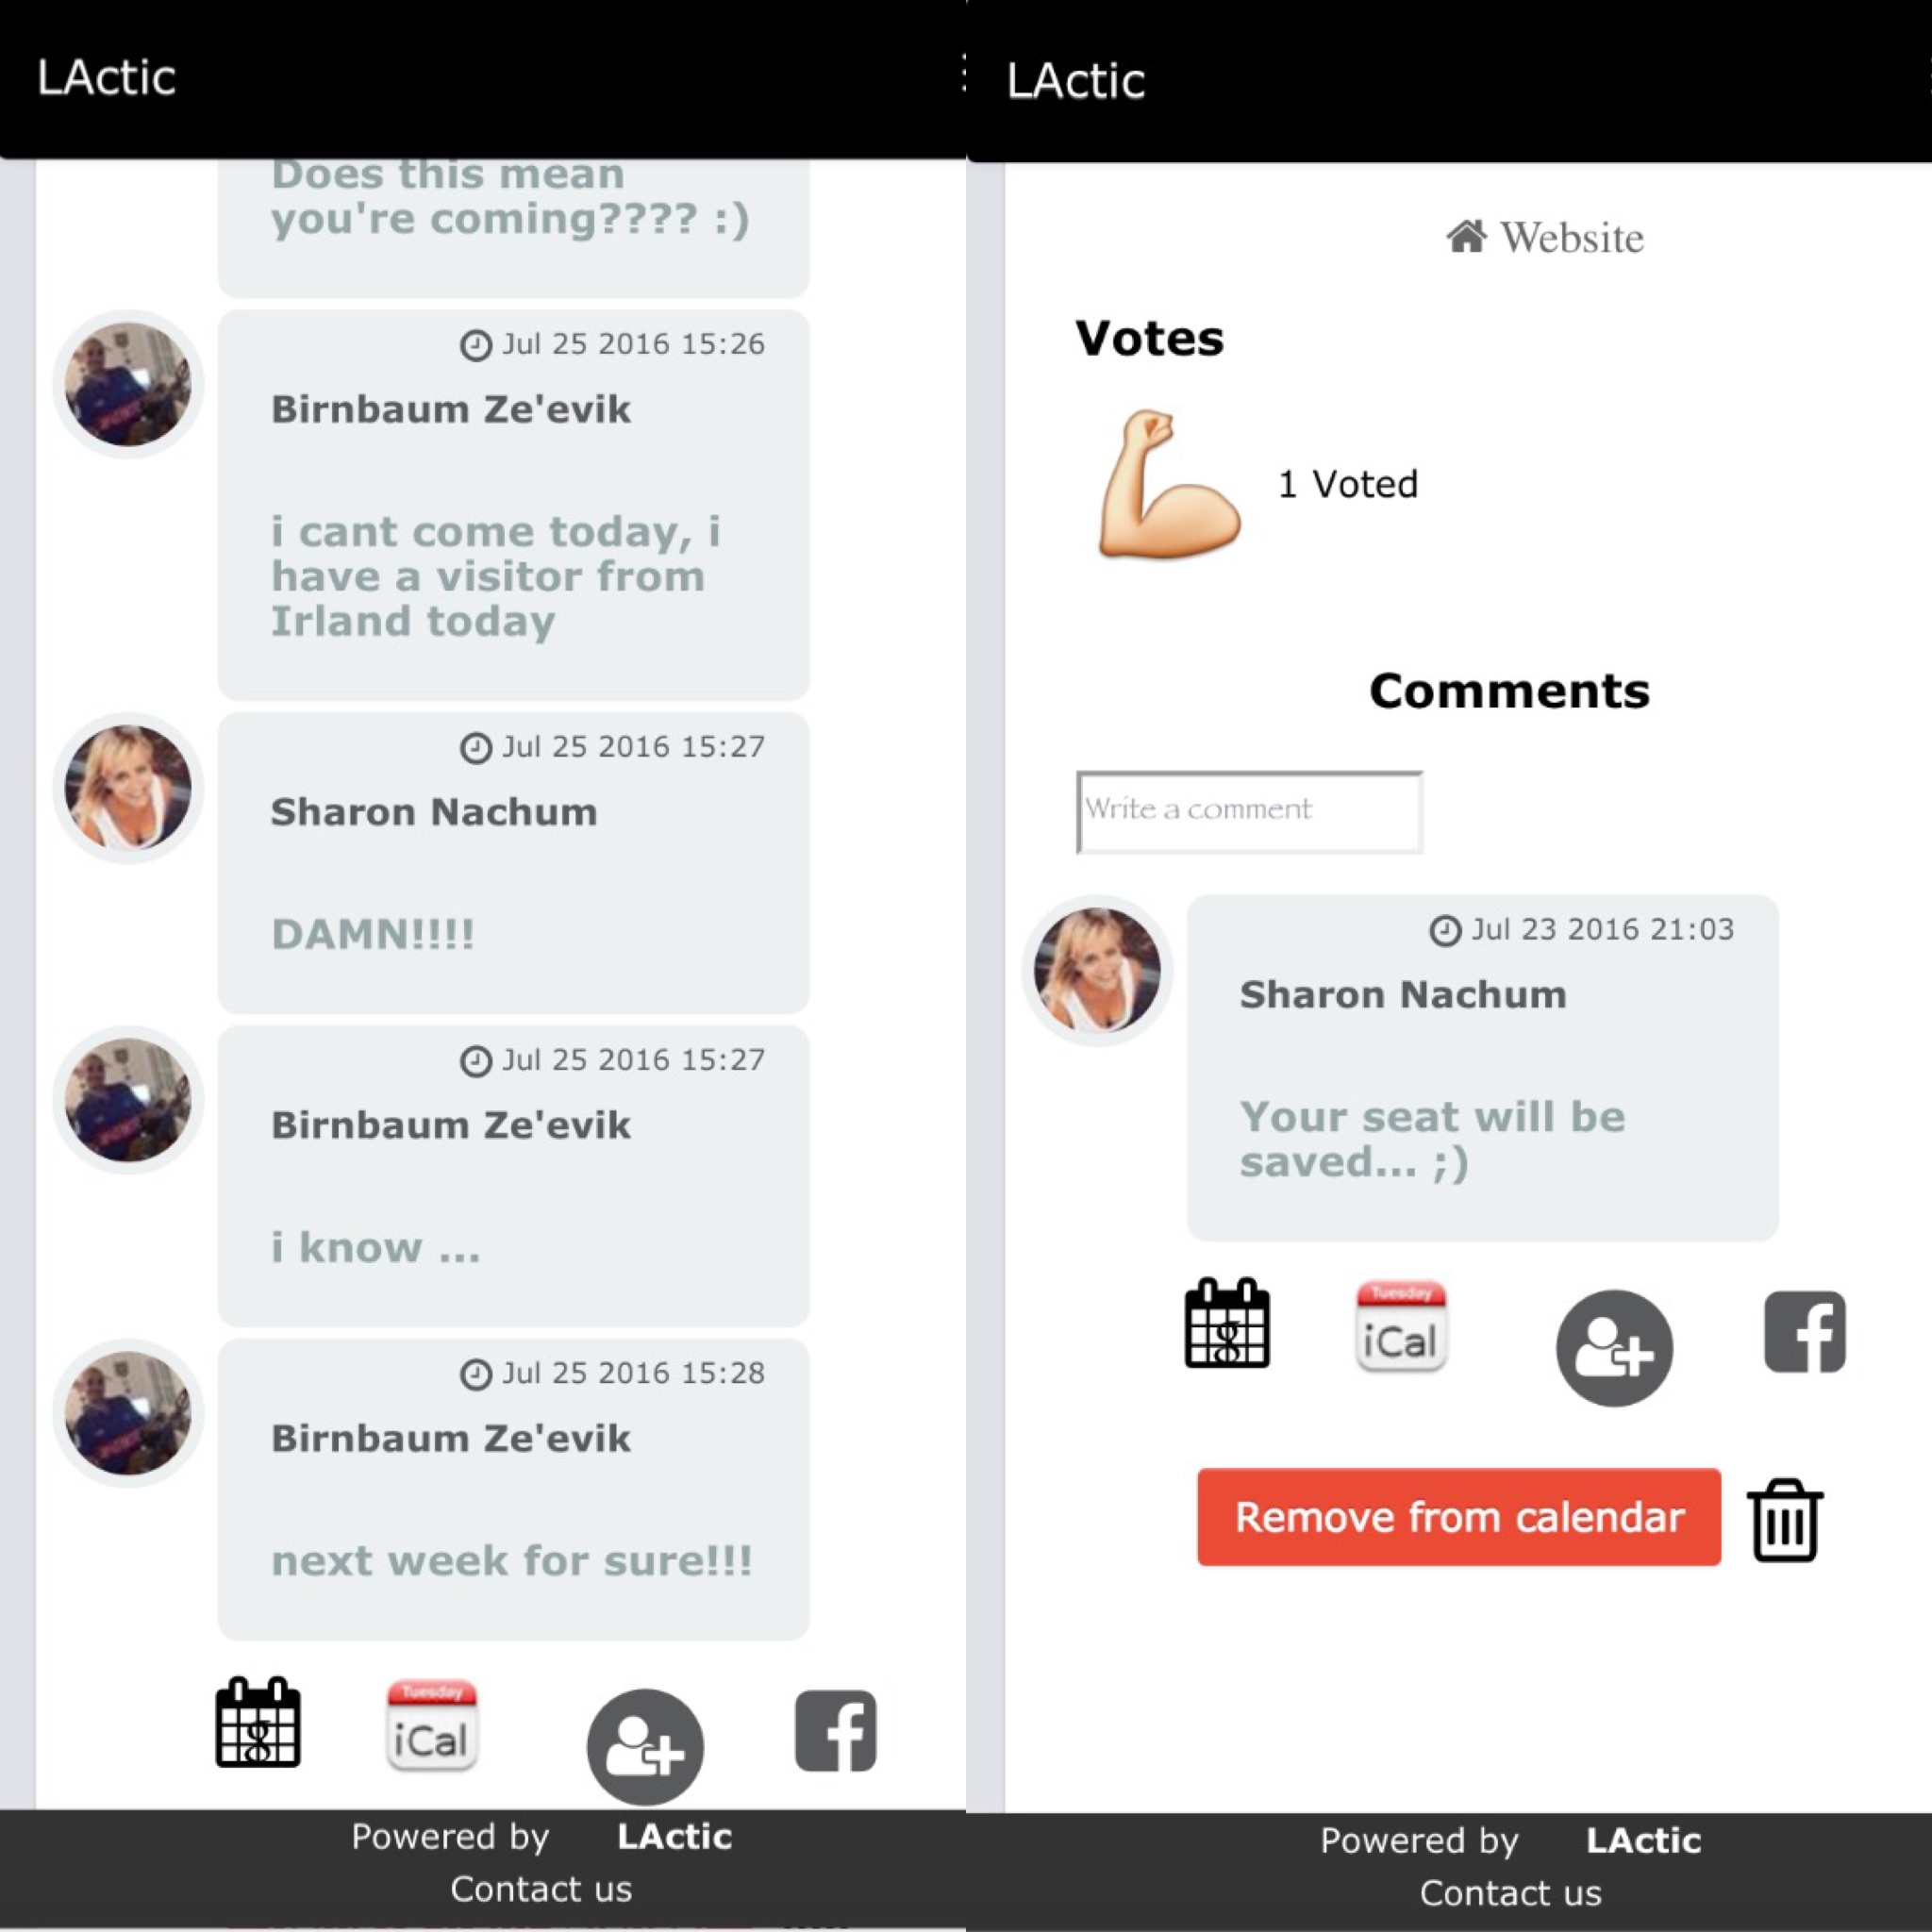 LActic
Does this mean
you're coming???? :)
Jul 25 2016 15:26
Birnbaum Ze'evik
i cant come today, i
have a visitor from
Irland today
Jul 25 2016 15:27
Sharon Nachum
DAMN!!!!
Jul 25 2016 15:27
Birnbaum Ze'evik
i know ...
Jul 25 2016 15:28
Birnbaum Ze'evik
next week for sure!!!
g
Tuesday
iCal
f
Powered by LActic
Contact us
LActic
Website
Votes
1 Voted
Comments
Write a comment
Jul 23 2016 21:03
Sharon Nachum
Your seat will be
saved... ;)
g
Tuesday
iCal
f
Remove from calendar
Powered by LActic
Contact us